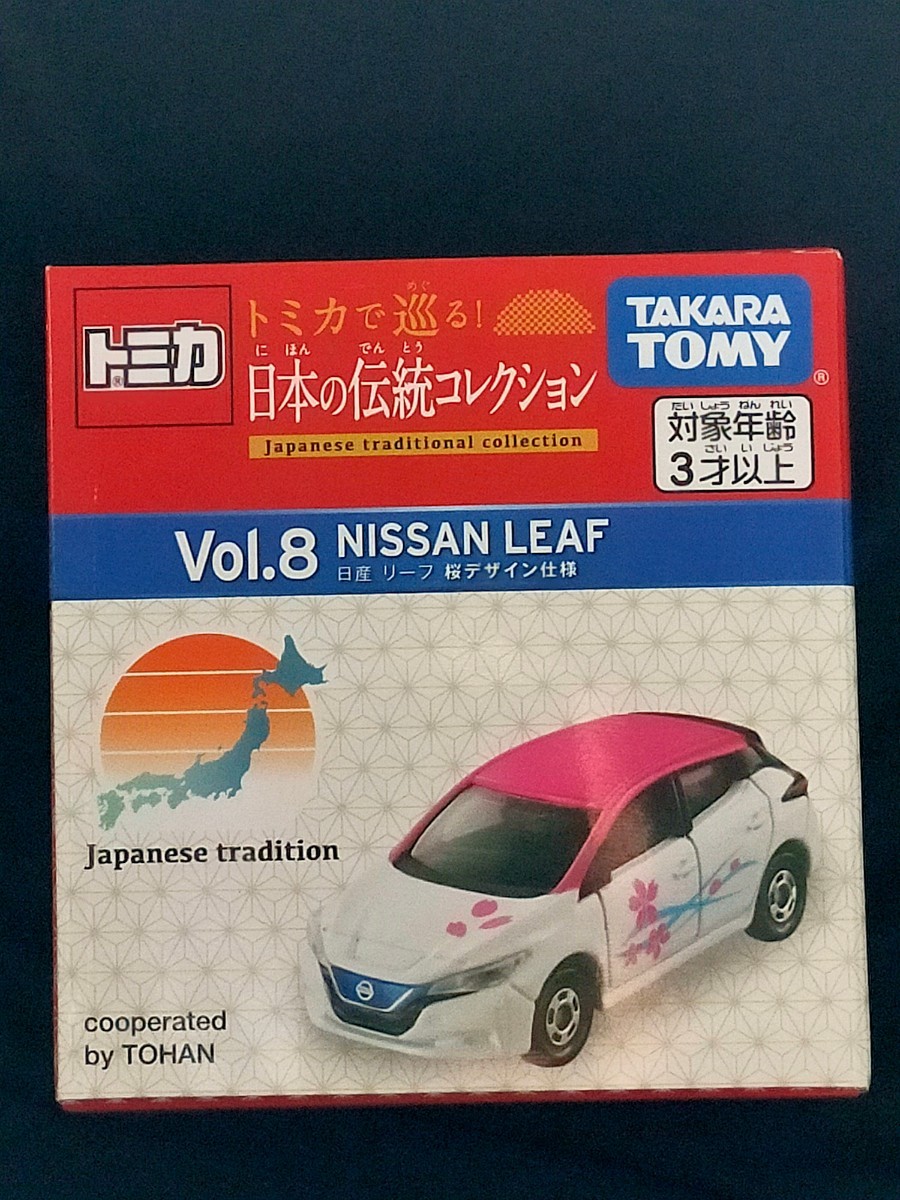 トミカ
®
めぐ
トミカで巡る!
にほん でんとう
日本の伝統コレクション
Japanese traditional collection
TAKARA
TOMY
®
たいしょうねんれい
対象年齢
さいいじょう
3才以上
Vol.8 NISSAN LEAF
日産 リーフ 桜デザイン仕様
Japanese tradition
cooperated
by TOHAN